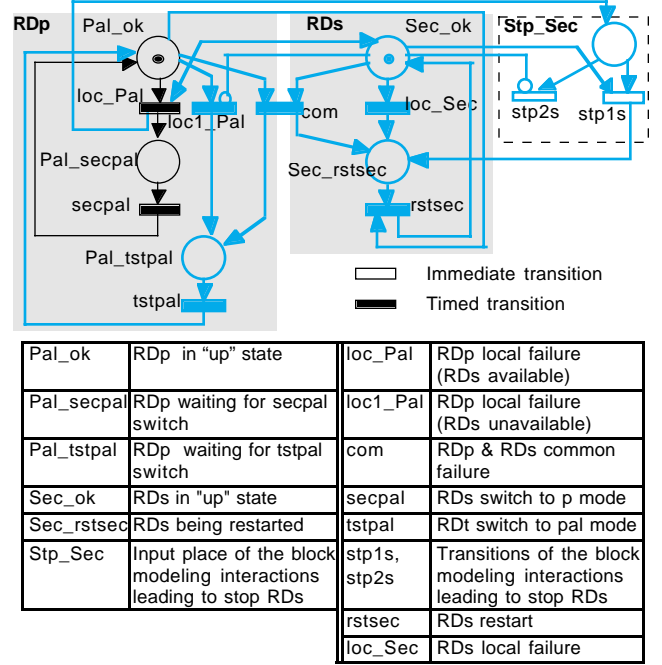 RDp Pal_ok RDs Sec_ok Stp_Sec
loc_Pal loc1_Pal com loc_Sec stp2s stp1s
Pal_secpal Sec_rstsec
secpal rstsec
Pal_tstpal
Immediate transition
tstpal Timed transition
Pal_ok RDp in “up” state loc_Pal RDp local failure
(RDs available)
Pal_secpal RDp waiting for secpal loc1_Pal RDp local failure
switch (RDs unavailable)
Pal_tstpal RDp waiting for tstpal com RDp & RDs common
switch failure
Sec_ok RDs in "up" state secpal RDs switch to p mode
Sec_rstsec RDs being restarted tstpal RDt switch to pal mode
Stp_Sec Input place of the block stp1s, Transitions of the block
modeling interactions stp2s modeling interactions
leading to stop RDs leading to stop RDs
rstsec RDs restart
loc_Sec RDs local failure